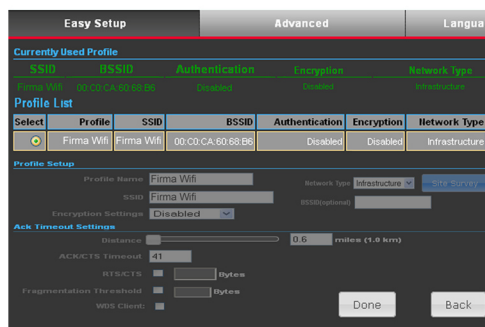 Easy Setup Advanced Langua
Currently Used Profile
SSID BSSID Authentication Encryption Network Type
Firma Wifi 00:C0:CA:60:68:B6 Disabled Disabled Infrastructure
Profile List
Select Profile SSID BSSID Authentication Encryption Network Type
Firma Wifi Firma Wifi 00:C0:CA:60:68:B6 Disabled Disabled Infrastructure
Profile Setup
Profile Name Firma Wifi Network Type Infrastructure Site Survey
SSID Firma Wifi BSSID(optional)
Encryption Settings Disabled
Ack Timeout Settings
Distance 0.6 miles (1.0 km)
ACK/CTS Timeout 41
RTS/CTS Bytes
Fragmentation Threshold Bytes
WDS Client:
Done Back